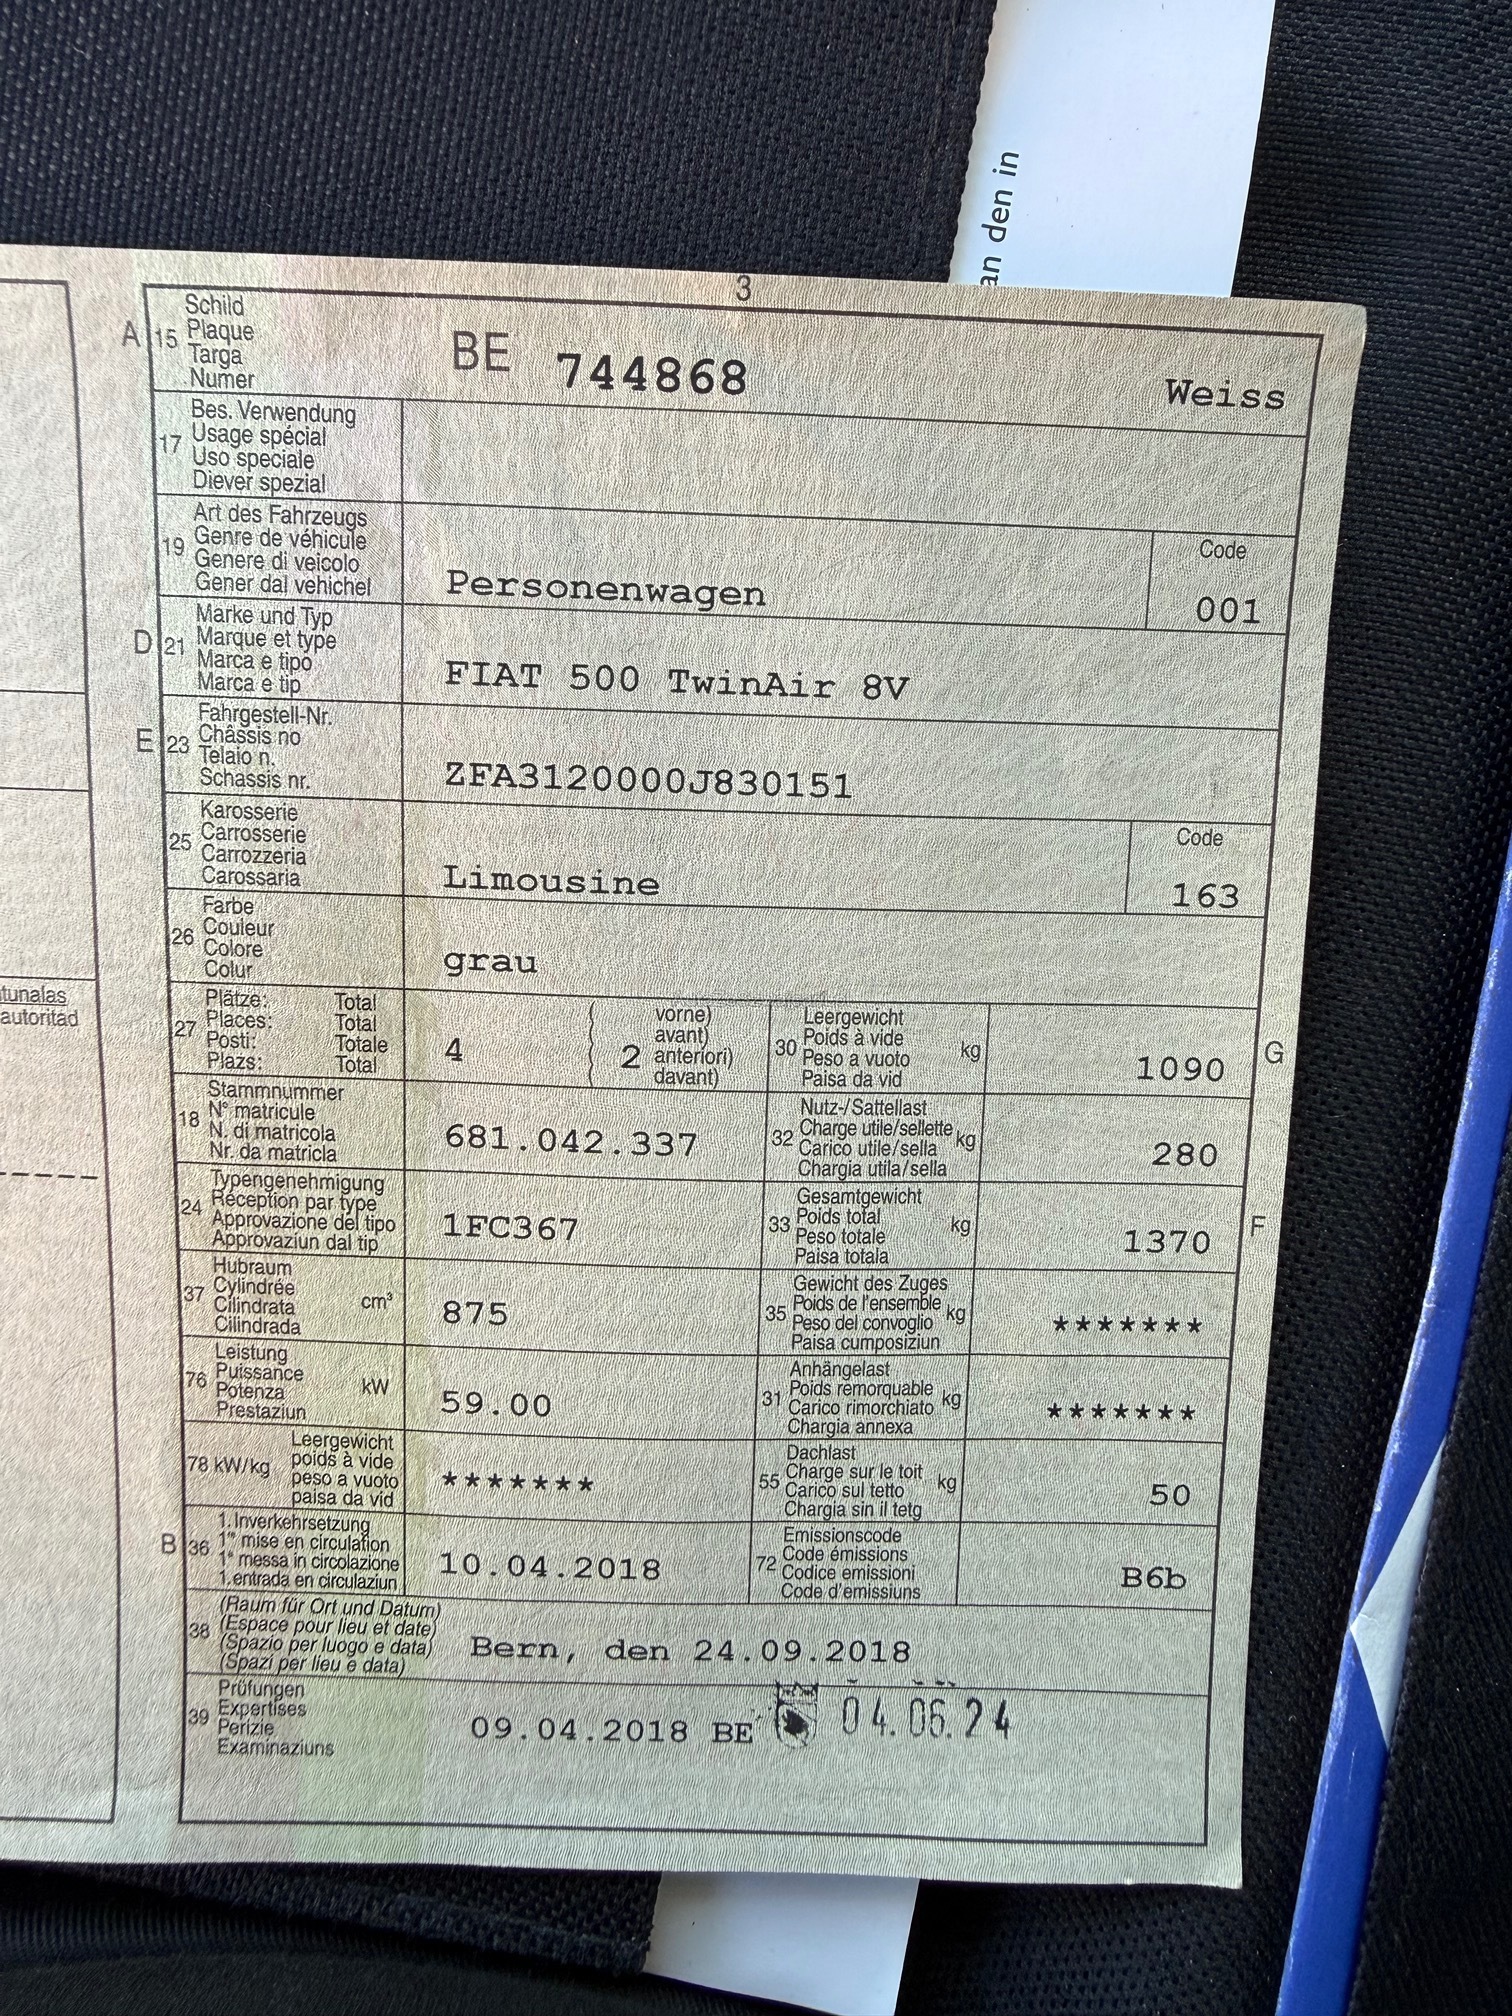 an den in
3
A 15 Schild
Plaque
Targa
Numer
BE 744868 Weiss
17 Bes. Verwendung
Usage spécial
Uso speciale
Diever spezial
19 Art des Fahrzeugs
Genre de véhicule
Genere di veicolo
Gener dal vehichel
Personenwagen
Code
001
D 21 Marke und Typ
Marque et type
Marca e tipo
Marca e tip
FIAT 500 TwinAir 8V
E 23 Fahrgestell-Nr.
Châssis no
Telaio n.
Schassis nr.
ZFA3120000J830151
25 Karosserie
Carrosserie
Carrozzeria
Carossaria
Limousine
Code
163
26 Farbe
Couleur
Colore
Colur
grau
tunalas
autoritad
27 Plätze: Total
Places: Total
Posti: Totale
Plazs: Total
4
2 vorne)
avant)
anteriori)
davant)
30 Leergewicht
Poids à vide
Peso a vuoto
Paisa da vid
kg
1090 G
18 Stammnummer
N° matricule
N. di matricola
Nr. da matricla
681.042.337
32 Nutz-/Sattellast
Charge utile/sellette
Carico utile/sella
Chargia utila/sella
kg
280
24 Typengenehmigung
Réception par type
Approvazione del tipo
Approvaziun dal tip
1FC367
33 Gesamtgewicht
Poids total
Peso totale
Paisa totala
kg
1370 F
37 Hubraum
Cylindrée
Cilindrata
Cilindrada
cm³
875
35 Gewicht des Zuges
Poids de l'ensemble
Peso del convoglio
Paisa cumposiziun
kg
*******
76 Leistung
Puissance
Potenza
Prestaziun
kW
59.00
31 Anhängelast
Poids remorquable
Carico rimorchiato
Chargia annexa
kg
*******
78 kW/kg Leergewicht
poids à vide
peso a vuoto
paisa da vid
*******
55 Dachlast
Charge sur le toit
Carico sul tetto
Chargia sin il tetg
kg
50
B 36 1. Inverkehrsetzung
1re mise en circulation
1a messa in circolazione
1. entrada en circulaziun
10.04.2018
72 Emissionscode
Code émissions
Codice emissioni
Code d'emissiuns
B6b
38 (Raum für Ort und Datum)
(Espace pour lieu et date)
(Spazio per luogo e data)
(Spazi per lieu e data)
Bern, den 24.09.2018
39 Prüfungen
Expertises
Perizie
Examinaziuns
09.04.2018 BE 04.06.24